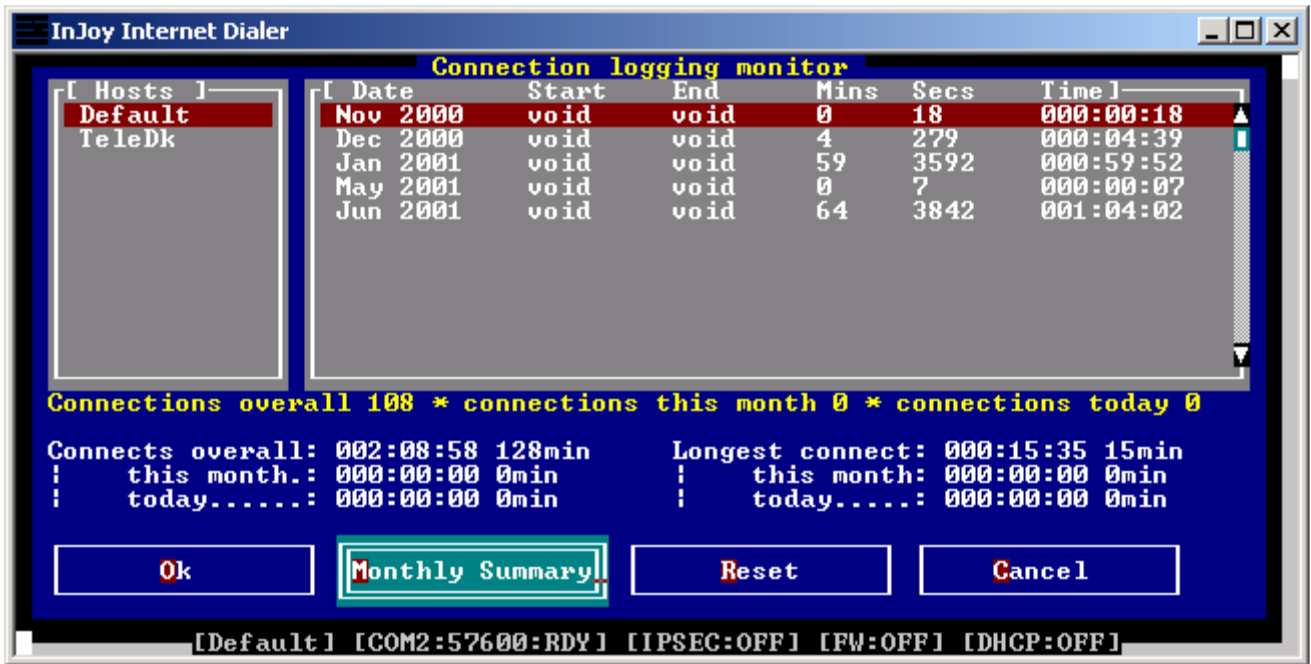 InJoy Internet Dialer
Connection logging monitor
[ Hosts ]
Default
TeleDk
[ Date Start End Mins Secs Time]
Nov 2000 void void 0 18 000:00:18
Dec 2000 void void 4 279 000:04:39
Jan 2001 void void 59 3592 000:59:52
May 2001 void void 0 7 000:00:07
Jun 2001 void void 64 3842 001:04:02
Connections overall 108 * connections this month 0 * connections today 0
Connects overall: 002:08:58 128min Longest connect: 000:15:35 15min
¦ this month.: 000:00:00 0min ¦ this month: 000:00:00 0min
¦ today......: 000:00:00 0min ¦ today.....: 000:00:00 0min
Ok Monthly Summary Reset Cancel
[Default] [COM2:57600:RDY] [IPSEC:OFF] [FW:OFF] [DHCP:OFF]